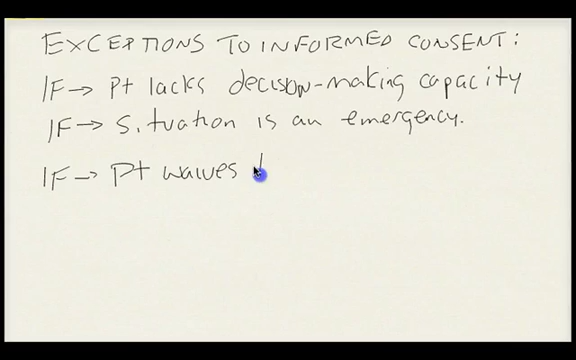 EXCEPTIONS TO INFORMED CONSENT:
IF → Pt lacks decision-making capacity
IF → Situation is an emergency.
IF → Pt waives